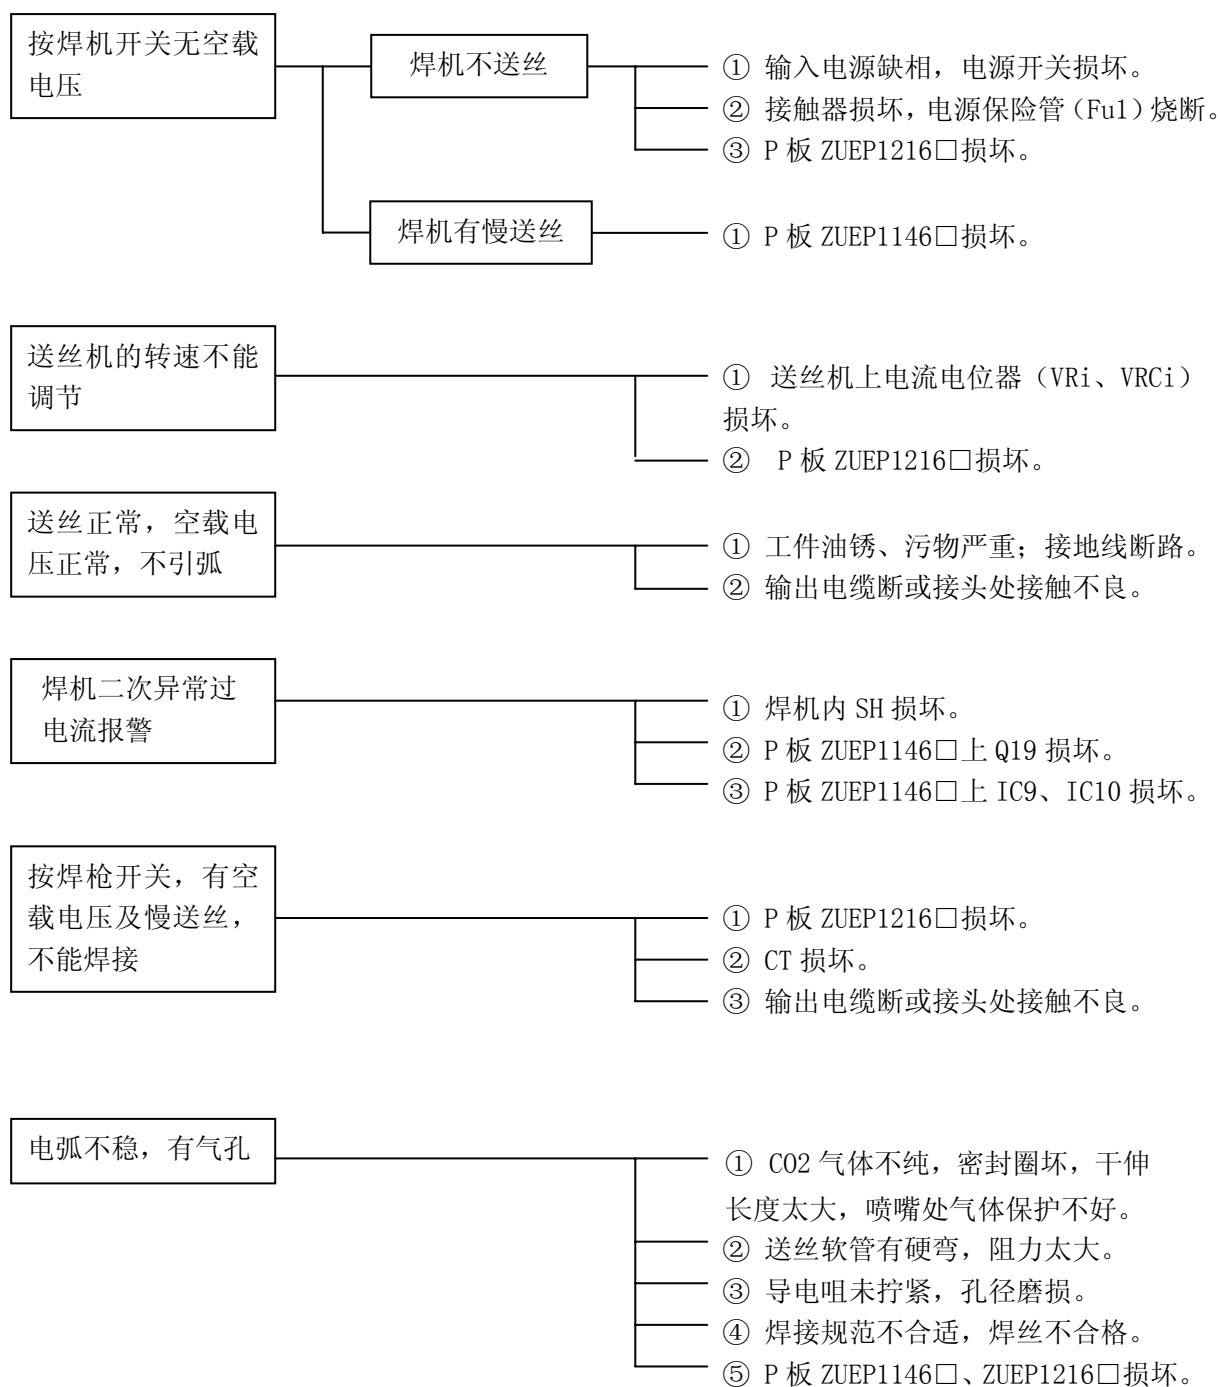 按焊机开关无空载
电压
焊机不送丝
① 输入电源缺相，电源开关损坏。
② 接触器损坏，电源保险管（Fu1）烧断。
③ P 板 ZUEP1216□损坏。
焊机有慢送丝
① P 板 ZUEP1146□损坏。
送丝机的转速不能
调节
① 送丝机上电流电位器（VRi、VRCi）
损坏。
② P 板 ZUEP1216□损坏。
送丝正常，空载电
压正常，不引弧
① 工件油锈、污物严重；接地线断路。
② 输出电缆断或接头处接触不良。
焊机二次异常过
电流报警
① 焊机内 SH 损坏。
② P 板 ZUEP1146□上 Q19 损坏。
③ P 板 ZUEP1146□上 IC9、IC10 损坏。
按焊枪开关，有空
载电压及慢送丝，
不能焊接
① P 板 ZUEP1216□损坏。
② CT 损坏。
③ 输出电缆断或接头处接触不良。
电弧不稳，有气孔
① CO2 气体不纯，密封圈坏，干伸
长度太大，喷嘴处气体保护不好。
② 送丝软管有硬弯，阻力太大。
③ 导电咀未拧紧，孔径磨损。
④ 焊接规范不合适，焊丝不合格。
⑤ P 板 ZUEP1146□、ZUEP1216□损坏。